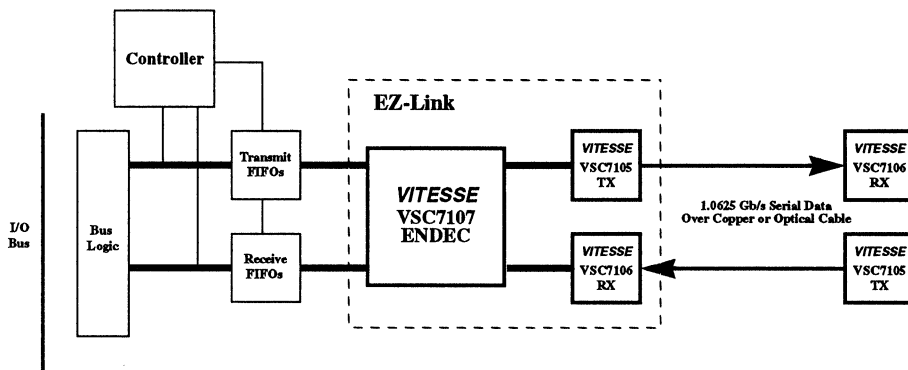 Controller
EZ-Link
Transmit
FIFOs
VITESSE
VSC7105
TX
VITESSE
VSC7106
RX
VITESSE
VSC7107
ENDEC
1.0625 Gb/s Serial Data
Over Copper or Optical Cable
I/O
Bus
Bus
Logic
Receive
FIFOs
VITESSE
VSC7106
RX
VITESSE
VSC7105
TX